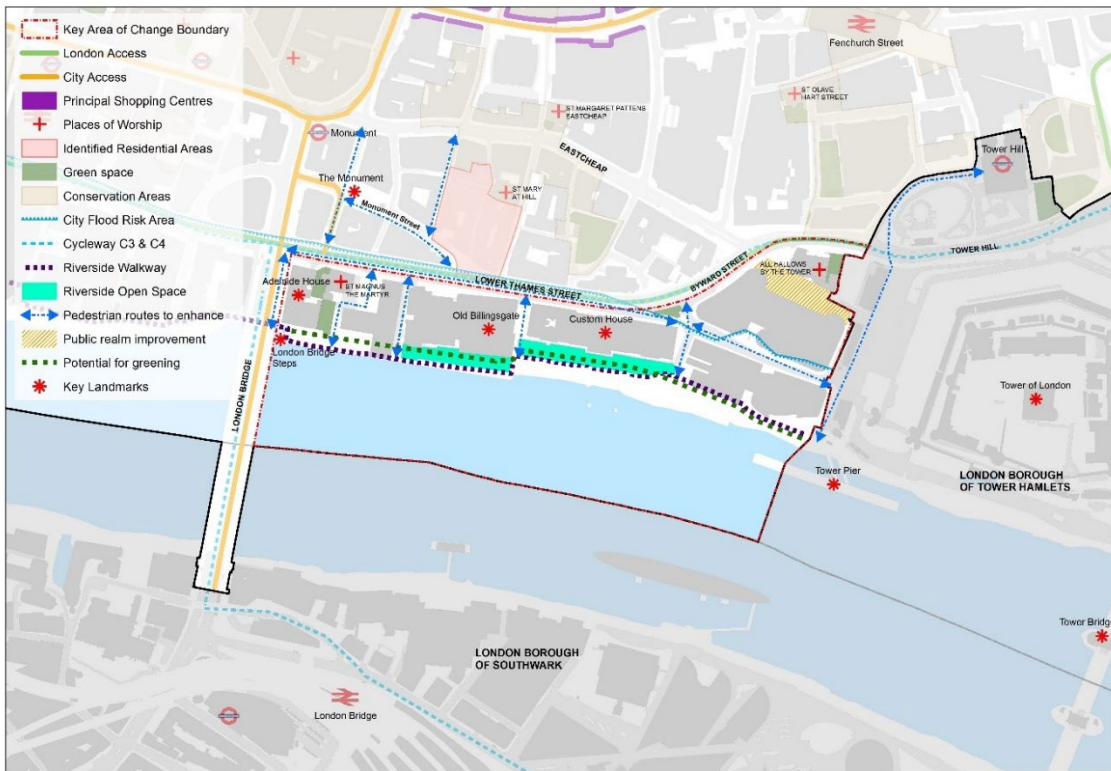 Key Area of Change Boundary
London Access
City Access
Principal Shopping Centres
Places of Worship
Identified Residential Areas
Green space
Conservation Areas
City Flood Risk Area
Cycleway C3 & C4
Riverside Walkway
Riverside Open Space
Pedestrian routes to enhance
Public realm improvement
Potential for greening
Key Landmarks
Fenchurch Street
ST OLAVE
HART STREET
ST MARGARET PATTENS
EASTCHEAP
Monument
EASTCHEAP
Tower Hill
The Monument
ST MARY
AT HILL
Monument Street
TOWER HILL
BYWARD STREET
ALL HALLOWS
BY THE TOWER
LOWER THAMES STREET
Adelaide House
ST MAGNUS
THE MARTYR
Old Billingsgate
Custom House
London Bridge
Steps
LONDON BRIDGE
Tower of London
Tower Pier
LONDON BOROUGH
OF TOWER HAMLETS
Tower Bridge
LONDON BOROUGH
OF SOUTHWARK
London Bridge